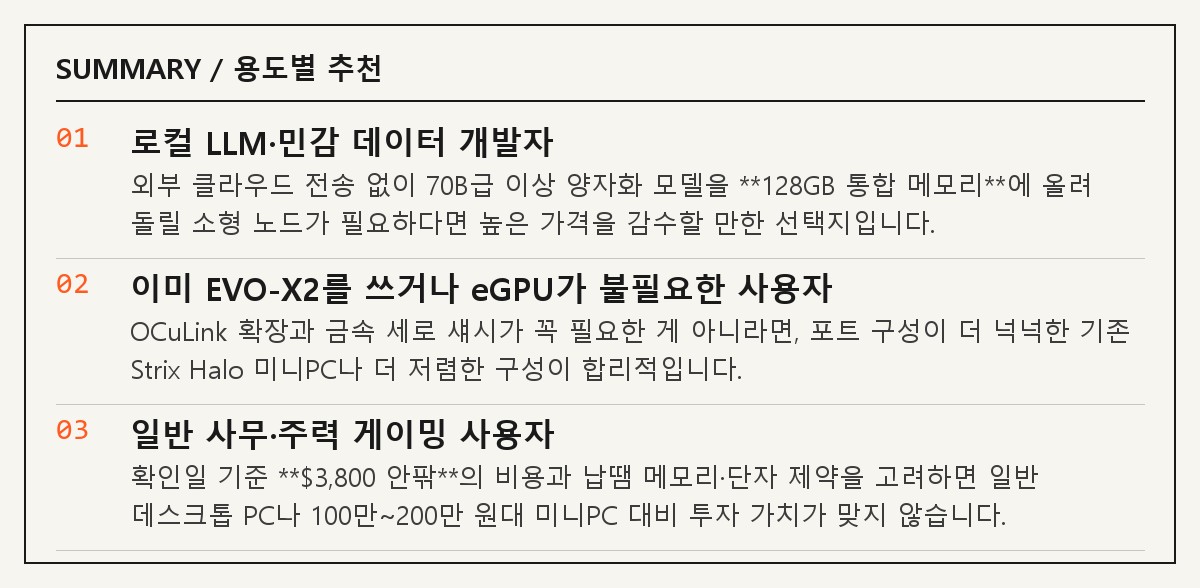 SUMMARY / 용도별 추천
01
로컬 LLM·민감 데이터 개발자
외부 클라우드 전송 없이 70B급 이상 양자화 모델을 **128GB 통합 메모리**에 올려
돌릴 소형 노드가 필요하다면 높은 가격을 감수할 만한 선택지입니다.
02
이미 EVO-X2를 쓰거나 eGPU가 불필요한 사용자
OCuLink 확장과 금속 세로 섀시가 꼭 필요한 게 아니라면, 포트 구성이 더 넉넉한 기존
Strix Halo 미니PC나 더 저렴한 구성이 합리적입니다.
03
일반 사무·주력 게이밍 사용자
확인일 기준 **$3,800 안팎**의 비용과 납땜 메모리·단자 제약을 고려하면 일반
데스크톱 PC나 100만~200만 원대 미니PC 대비 투자 가치가 맞지 않습니다.